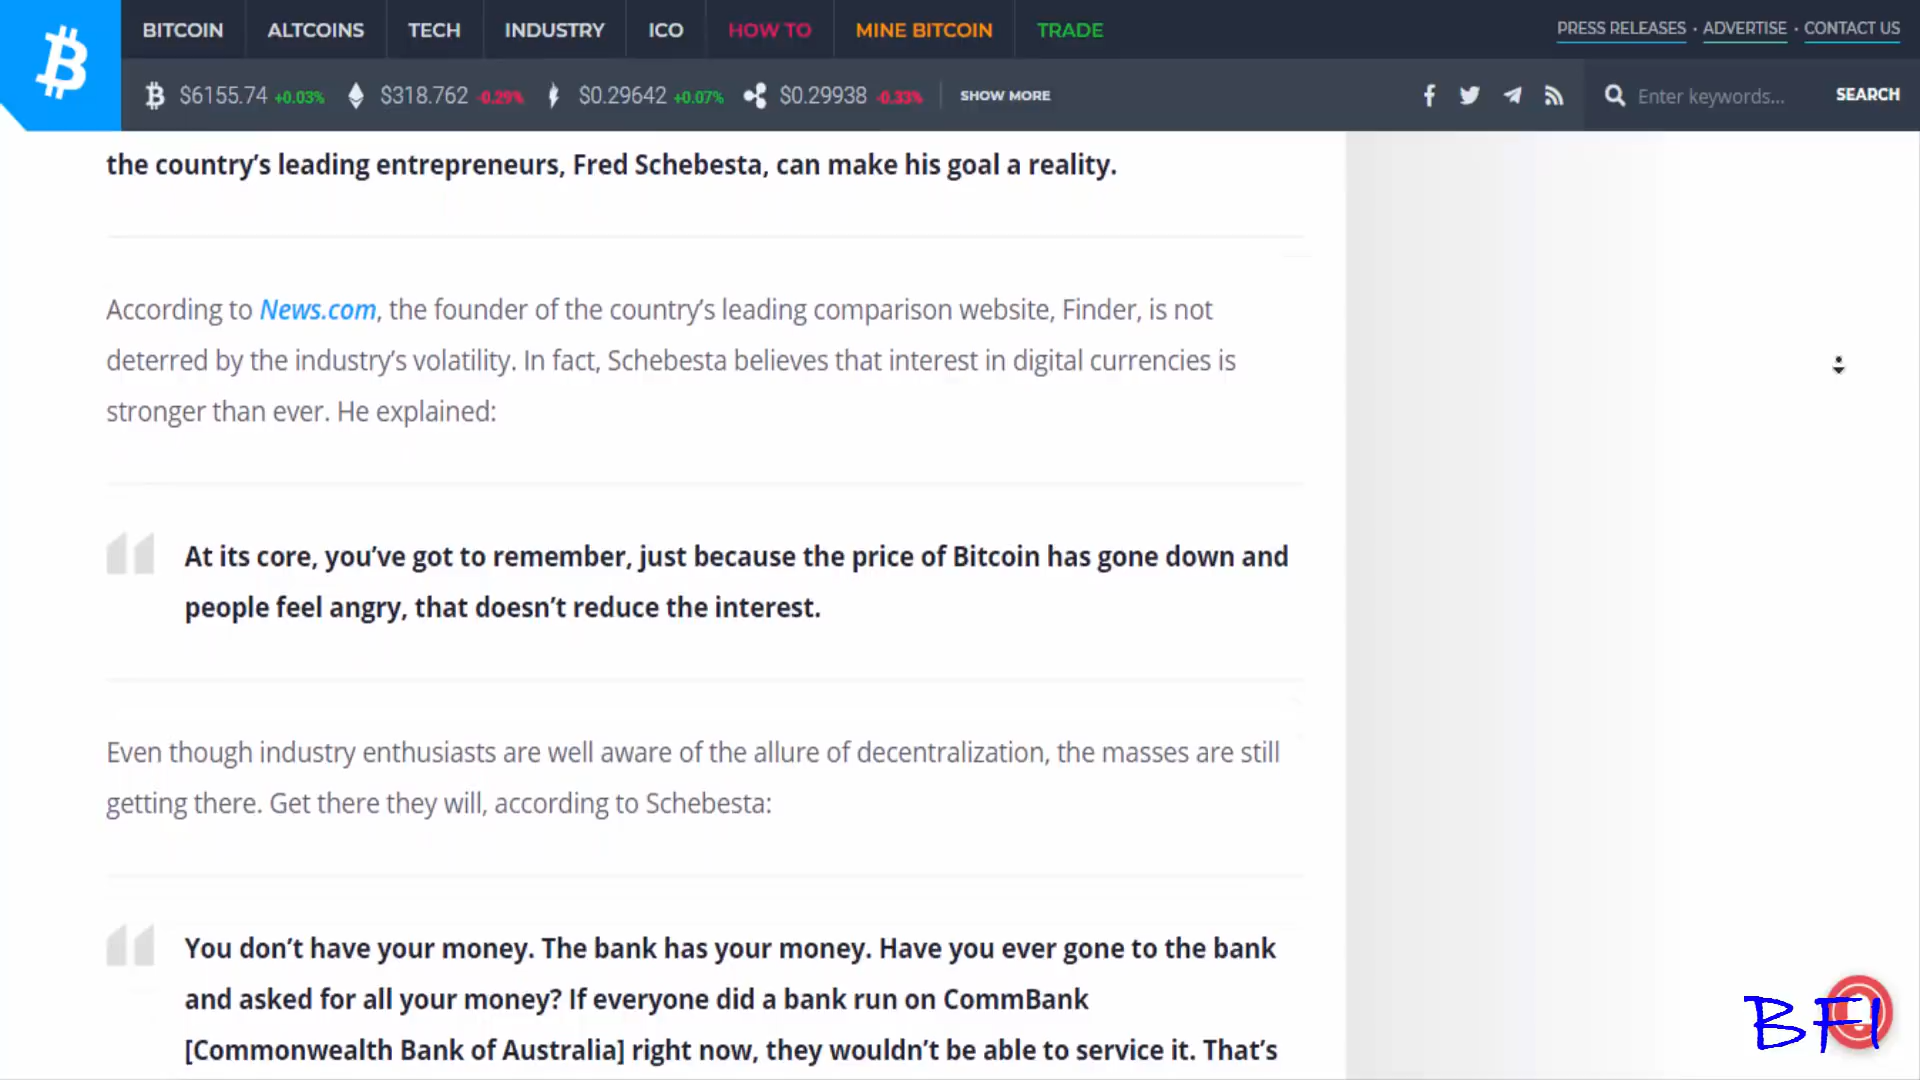 BITCOIN ALTCOINS TECH INDUSTRY ICO HOW TO MINE BITCOIN TRADE PRESS RELEASES · ADVERTISE · CONTACT US
$6155.74 +0.03% $318.762 -0.29% $0.29642 +0.07% $0.29938 -0.33% SHOW MORE Enter keywords... SEARCH
the country’s leading entrepreneurs, Fred Schebesta, can make his goal a reality.
According to News.com, the founder of the country’s leading comparison website, Finder, is not
deterred by the industry’s volatility. In fact, Schebesta believes that interest in digital currencies is
stronger than ever. He explained:
At its core, you’ve got to remember, just because the price of Bitcoin has gone down and
people feel angry, that doesn’t reduce the interest.
Even though industry enthusiasts are well aware of the allure of decentralization, the masses are still
getting there. Get there they will, according to Schebesta:
You don’t have your money. The bank has your money. Have you ever gone to the bank
and asked for all your money? If everyone did a bank run on CommBank
[Commonwealth Bank of Australia] right now, they wouldn’t be able to service it. That’s
BFI